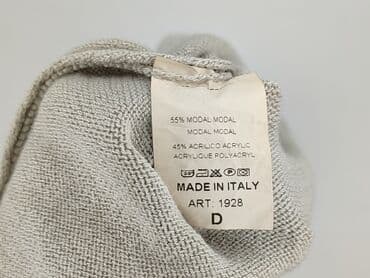 55% MODAL MODAL
MODAL MODAL
45% ACRILICO ACRYLIC
ACRYLIQUE POLYACRYL
MADE IN ITALY
ART: 1928
D